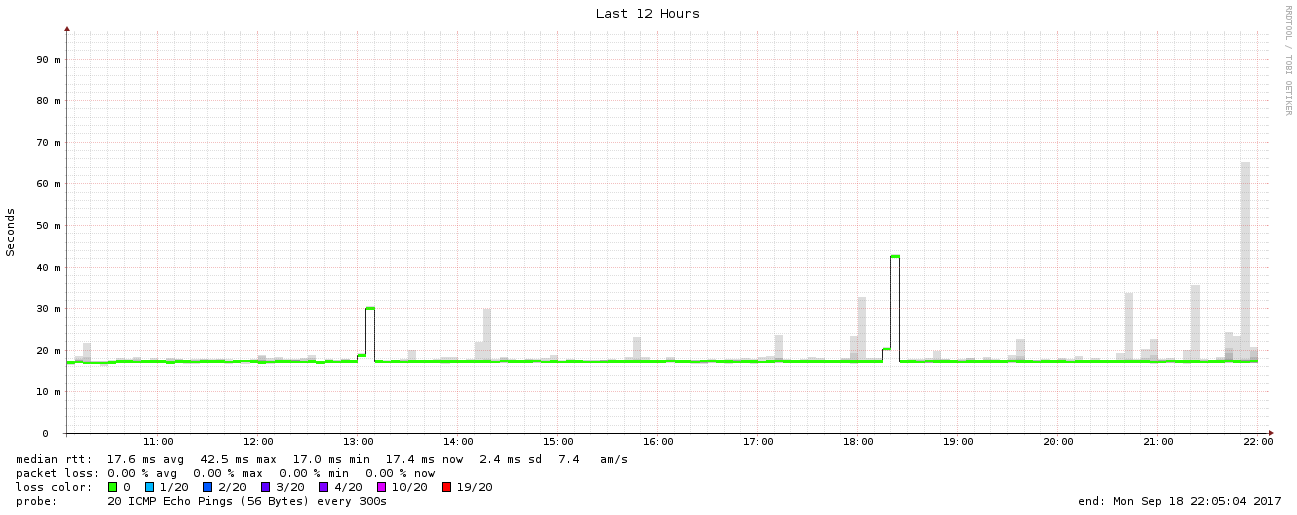 Last 12 Hours
RRDTOOL / TOBI OETIKER
Seconds
90 m
80 m
70 m
60 m
50 m
40 m
30 m
20 m
10 m
0
11:00 12:00 13:00 14:00 15:00 16:00 17:00 18:00 19:00 20:00 21:00 22:00
median rtt: 17.6 ms avg 42.5 ms max 17.0 ms min 17.4 ms now 2.4 ms sd 7.4 am/s
packet loss: 0.00 % avg 0.00 % max 0.00 % min 0.00 % now
loss color: 0 1/20 2/20 3/20 4/20 10/20 19/20
probe: 20 ICMP Echo Pings (56 Bytes) every 300s end: Mon Sep 18 22:05:04 2017